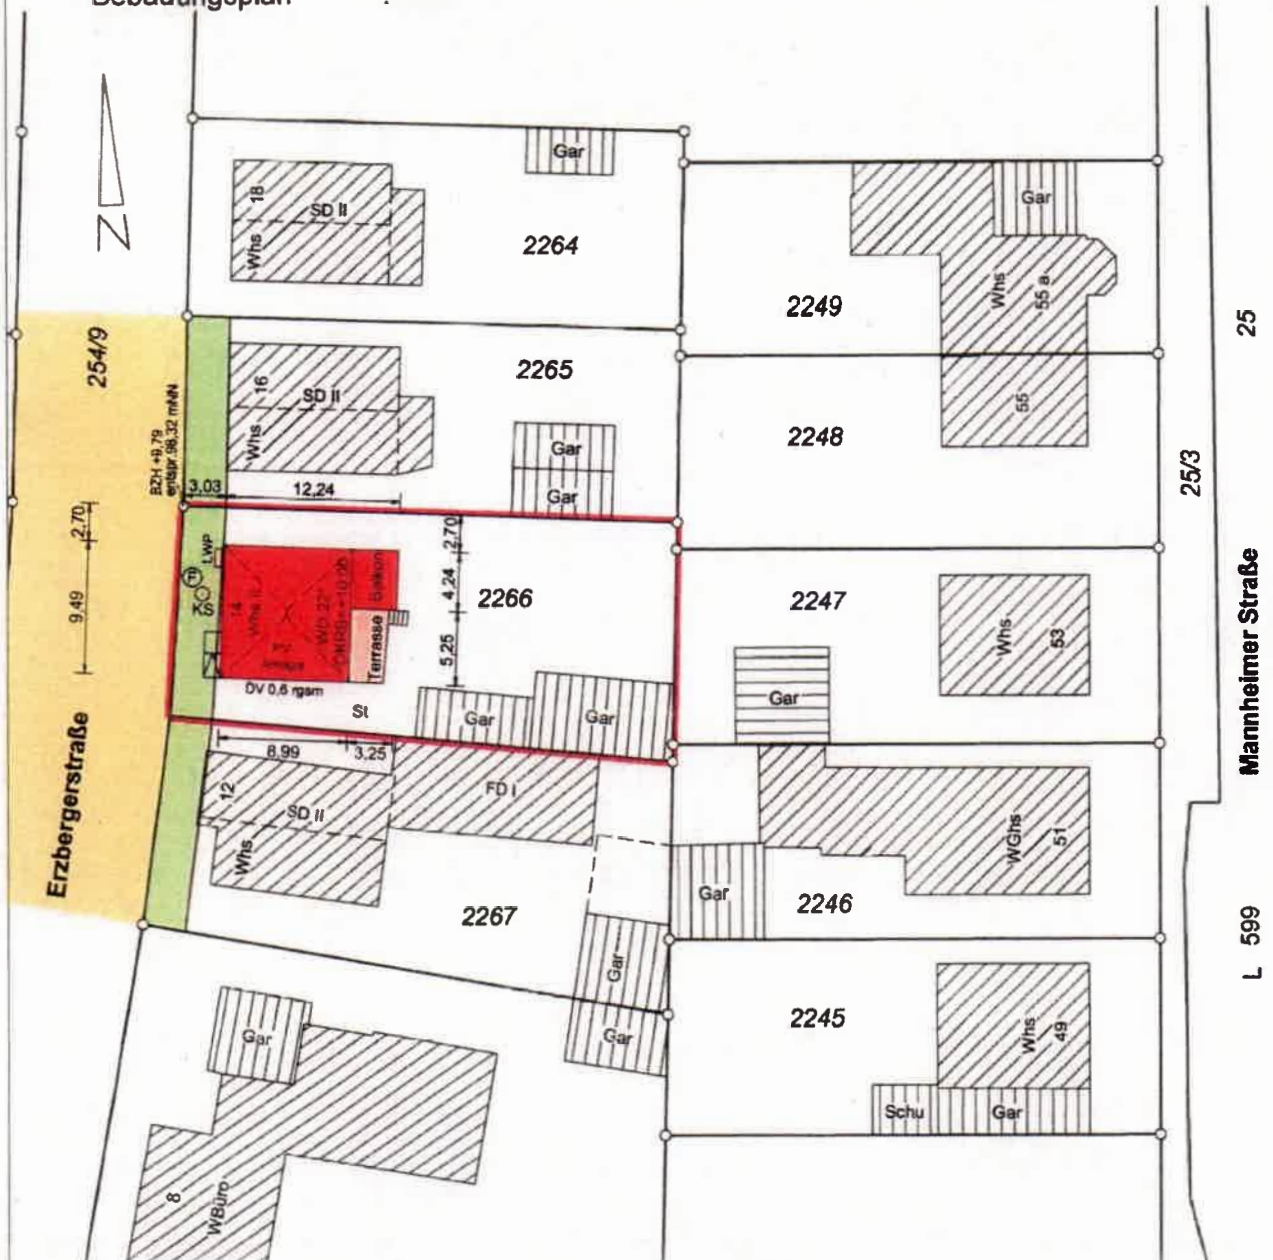 Bebauungsplan
N
Gar
18
SD II
Whs
2264
Gar
Whs
55 a
2249
25
254/9
2265
16
SD II
Whs
Gar
Gar
55
2248
25/3
BZH +9,79
entspr.98,32 mNN
3,03
12,24
2,70
9,49
LWP
KS
14
Whs II
WD 22°
Balkon
Terrasse
DV 0,6 rgsm
2,70
4,24
5,25
2266
St
Gar
Gar
2247
Gar
Whs
53
Mannheimer Straße
Erzbergerstraße
8,99
3,25
12
SD II
Whs
FD I
2267
Gar
Gar
Gar
2246
WGhs
51
L 599
2245
Whs
49
Schu
Gar
Gar
8
WBüro